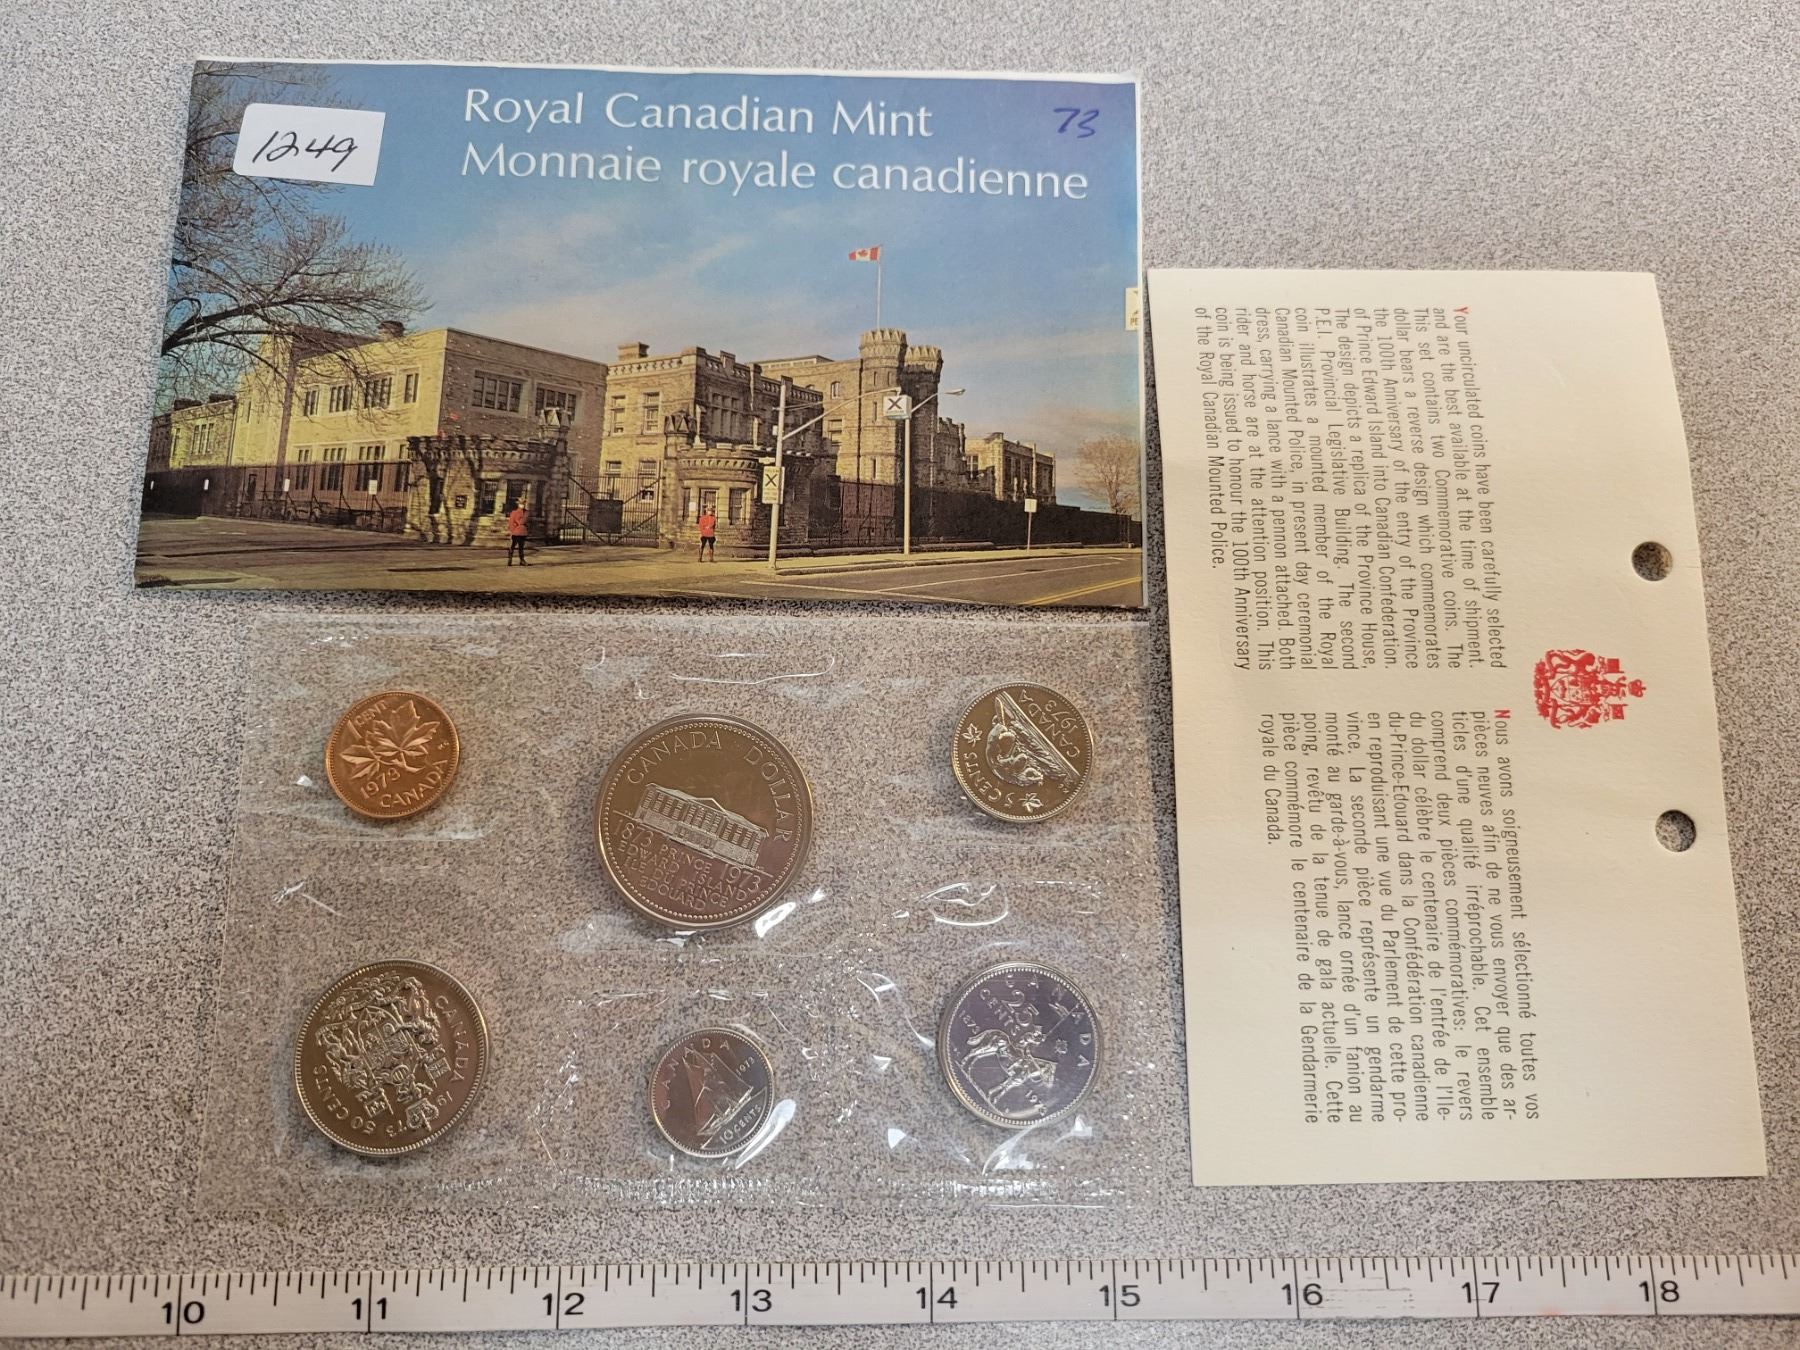 1249
Royal Canadian Mint
73
Monnaie royale canadienne
Your uncirculated coins have been carefully selected
and are the best available at the time of shipment.
This set contains two Commemorative coins. The
dollar bears a reverse design which commemorates
the 100th Anniversary of the entry of the Province
of Prince Edward Island into Canadian Confederation.
The design depicts a replica of the Province House,
P.E.I. Provincial Legislative Building. The second
coin illustrates a mounted member of the Royal
Canadian Mounted Police, in present day ceremonial
dress, carrying a lance with a pennon attached. Both
rider and horse are at the attention position. This
coin is being issued to honour the 100th Anniversary
of the Royal Canadian Mounted Police.
Nous avons soigneusement sélectionné toutes vos
pièces neuves afin de ne vous envoyer que des ar-
ticles d'une qualité irréprochable. Cet ensemble
comprend deux pièces commémoratives: le revers
du dollar célèbre le centenaire de l'entrée de l'Ile-
du-Prince-Edouard dans la Confédération canadienne
en reproduisant une vue du Parlement de cette pro-
vince. La seconde pièce représente un gendarme
monté au garde-à-vous, lance ornée d'un fanion au
poing, revêtu de la tenue de gala actuelle. Cette
pièce commémore le centenaire de la Gendarmerie
royale du Canada.
1 CENT
1973
CANADA
CANADA DOLLAR
1873 PRINCE 1973
EDWARD ISLAND
ILE DU PRINCE
EDOUARD
5 CENTS
CANADA
1973
CANADA
50 CENTS
1973
CANADA
1973
10 CENTS
CANADA
25
CENTS
1873
10 11 12 13 14 15 16 17 18